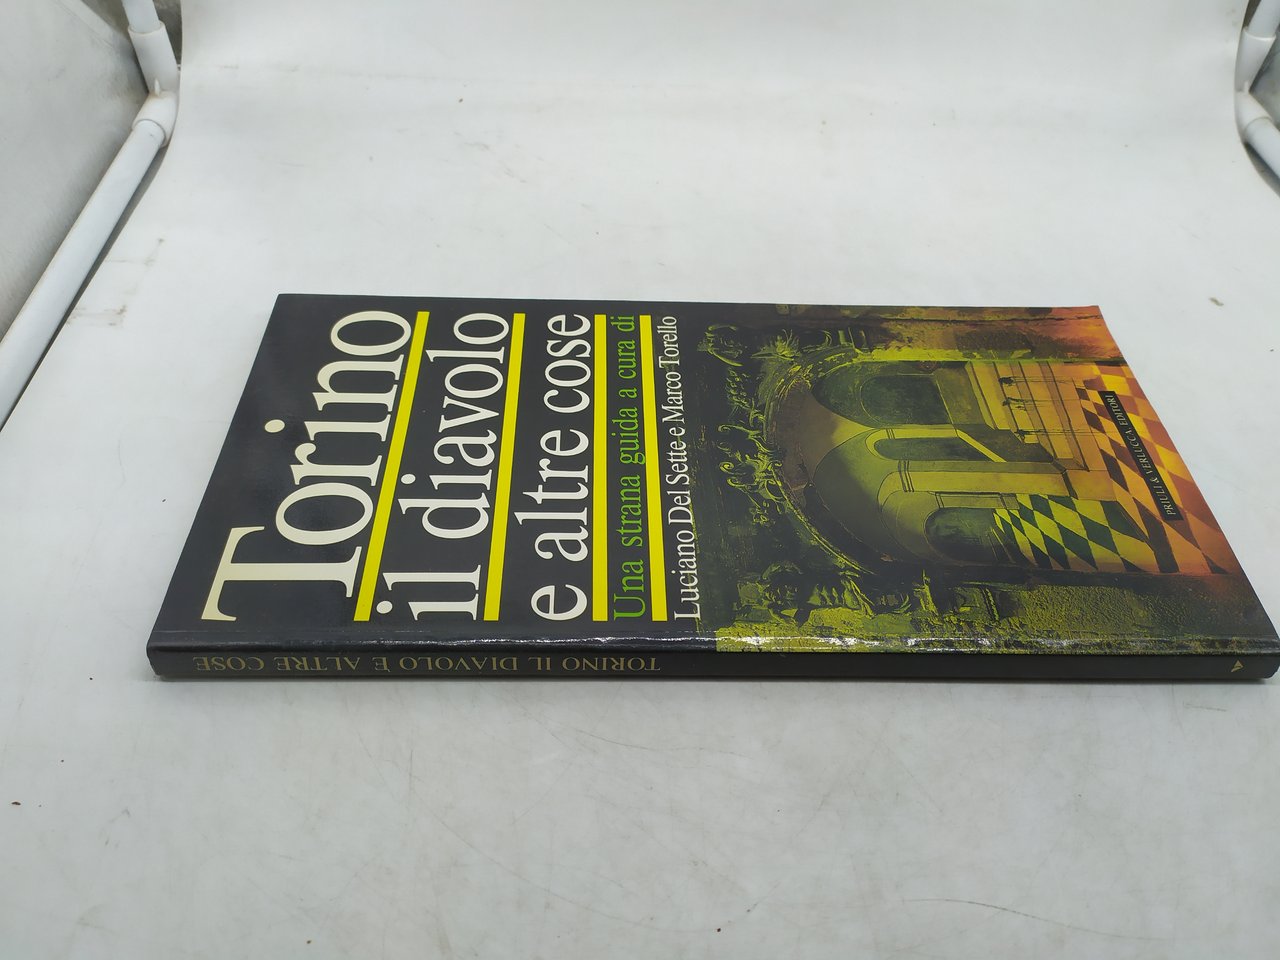 Torino
il diavolo
e altre cose
Una strana guida a cura di
Luciano Del Sette e Marco Torello
PRIULI & VERLUCCA, EDITORI
TORINO IL DIAVOLO E ALTRE COSE